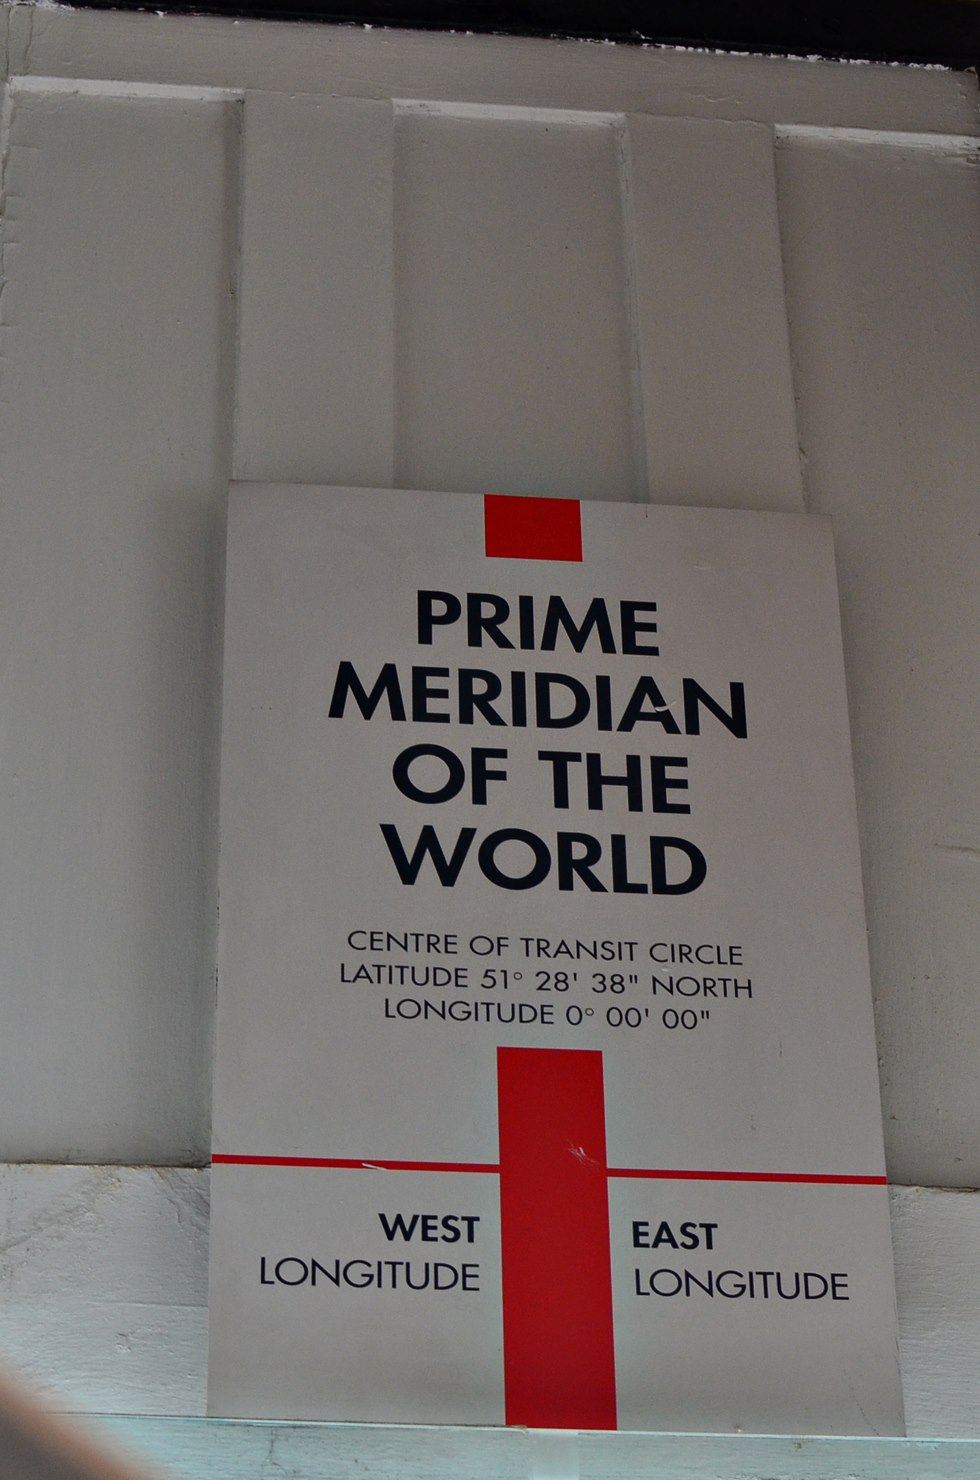 PRIME
MERIDIAN
OF THE
WORLD
CENTRE OF TRANSIT CIRCLE
LATITUDE 51° 28' 38" NORTH
LONGITUDE 0° 00' 00"
WEST
LONGITUDE
EAST
LONGITUDE